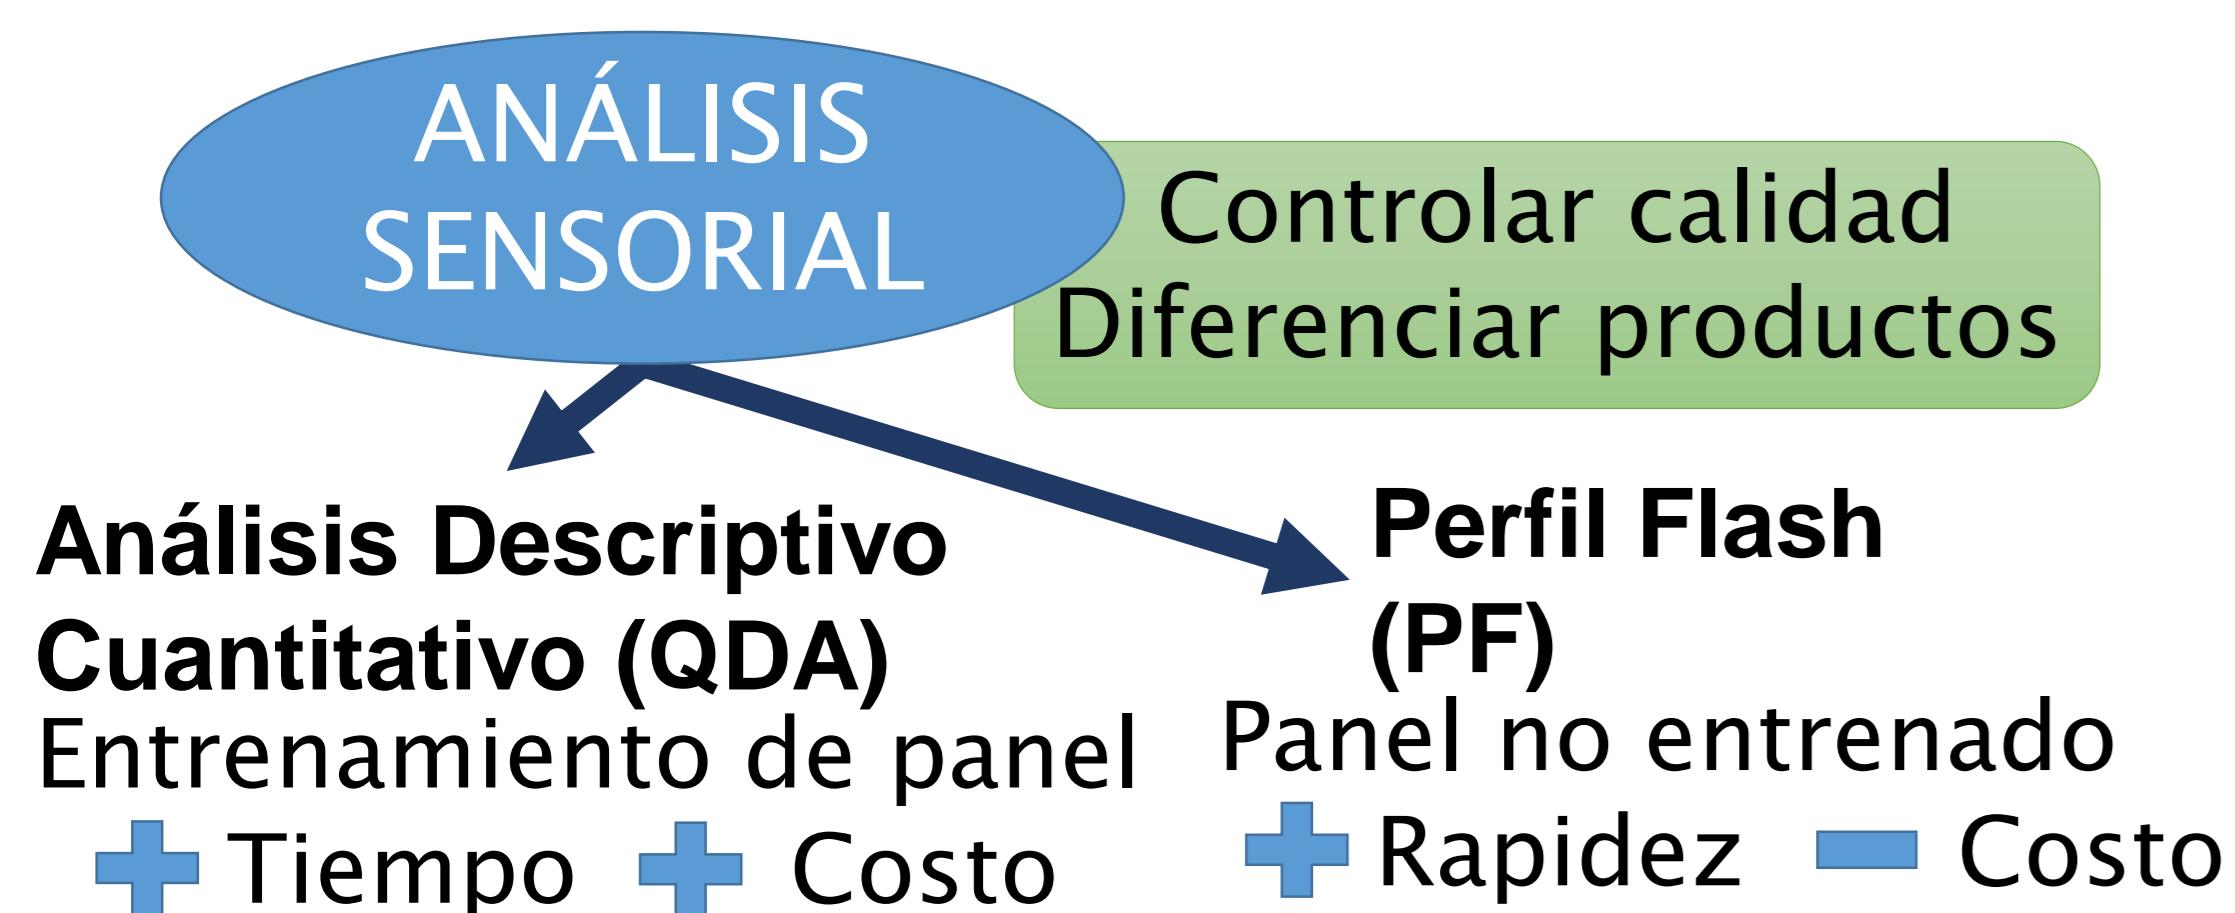 ANÁLISIS
SENSORIAL
Controlar calidad
Diferenciar productos
Análisis Descriptivo
Cuantitativo (QDA)
Entrenamiento de panel
Tiempo Costo
Perfil Flash
(PF)
Panel no entrenado
Rapidez Costo